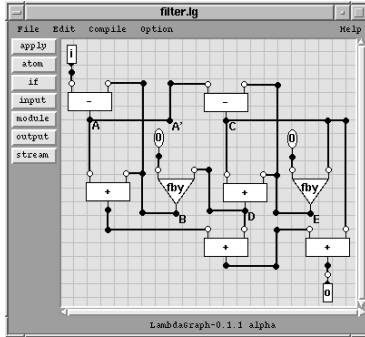 filter.lg
File Edit Compile Option Help
apply
atom
if
input
module
output
stream
i
-
-
A
A'
C
0
0
+
fby
+
fby
B
D
E
+
+
0
LambdaGraph-0.1.1 alpha